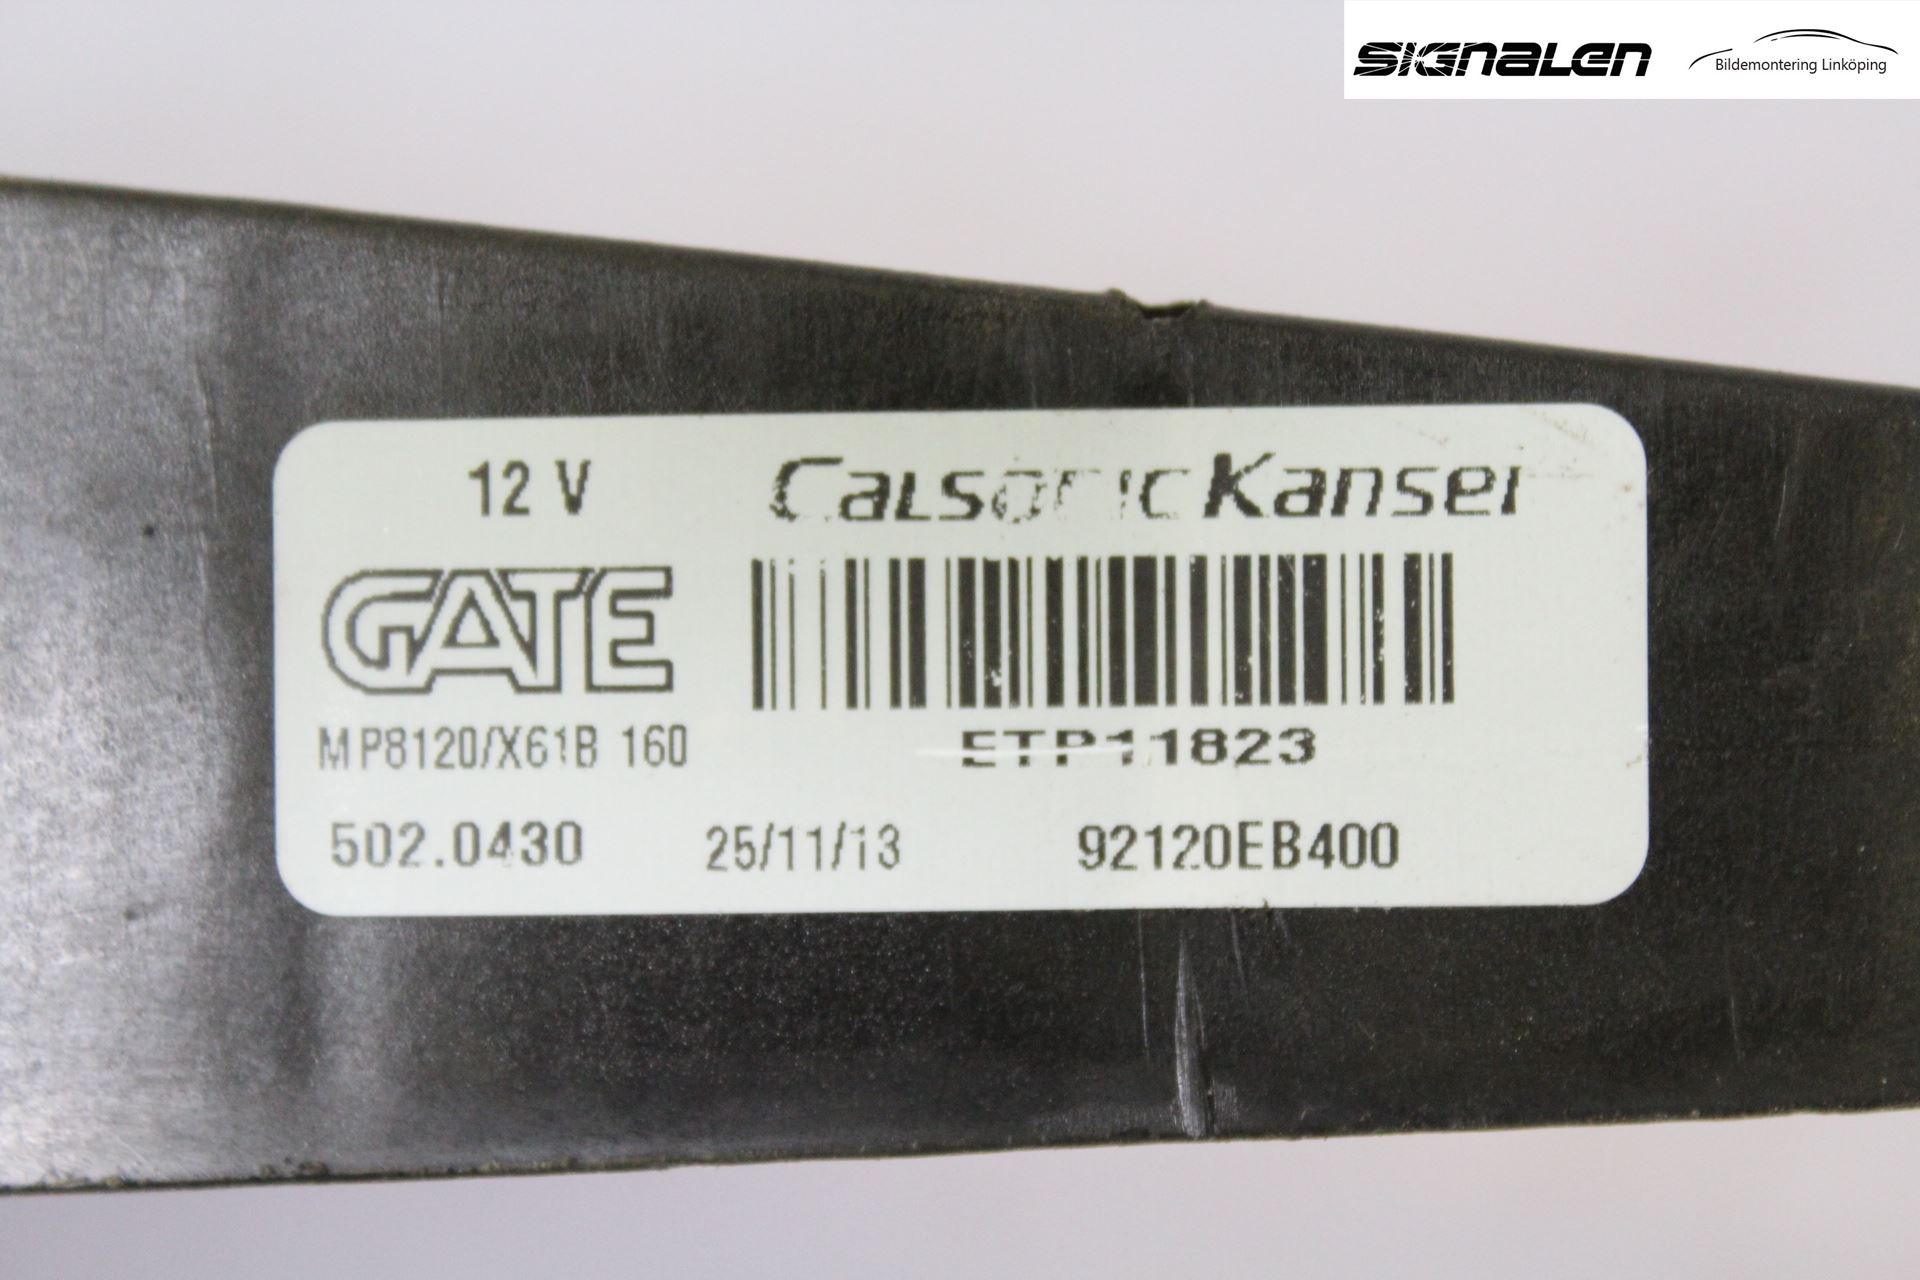 SIGNALEN
Bildemontering Linköping
12 V
CalsonicKansei
GATE
MP8120/X61B 160
ETP11823
502.0430 25/11/13 92120EB400